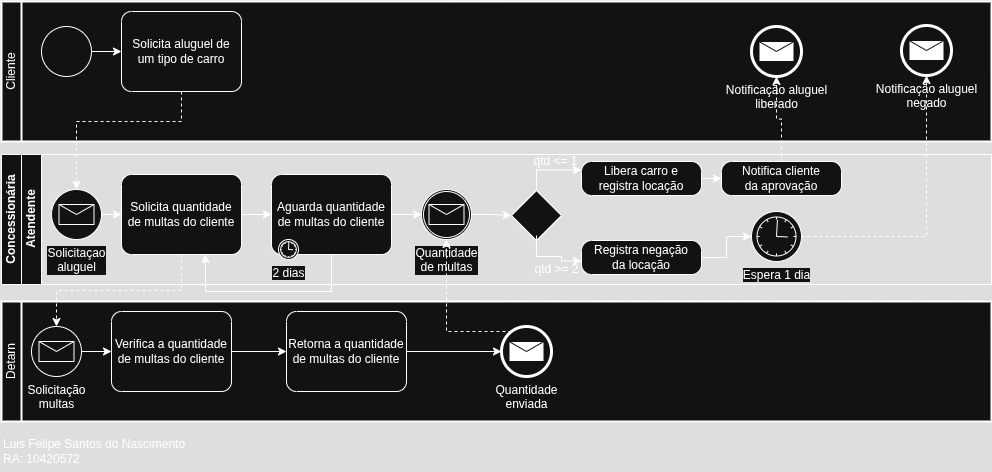 Cliente
Solicita aluguel de
um tipo de carro
Notificação aluguel
liberado
Notificação aluguel
negado
Concessionária
Atendente
Solicitaçao
aluguel
Solicita quantidade
de multas do cliente
Aguarda quantidade
de multas do cliente
2 dias
Quantidade
de multas
qtd <= 1
qtd >= 2
Libera carro e
registra locação
Notifica cliente
da aprovação
Registra negação
da locação
Espera 1 dia
Detarn
Solicitação
multas
Verifica a quantidade
de multas do cliente
Retorna a quantidade
de multas do cliente
Quantidade
enviada
Luis Felipe Santos do Nascimento
RA: 10420572